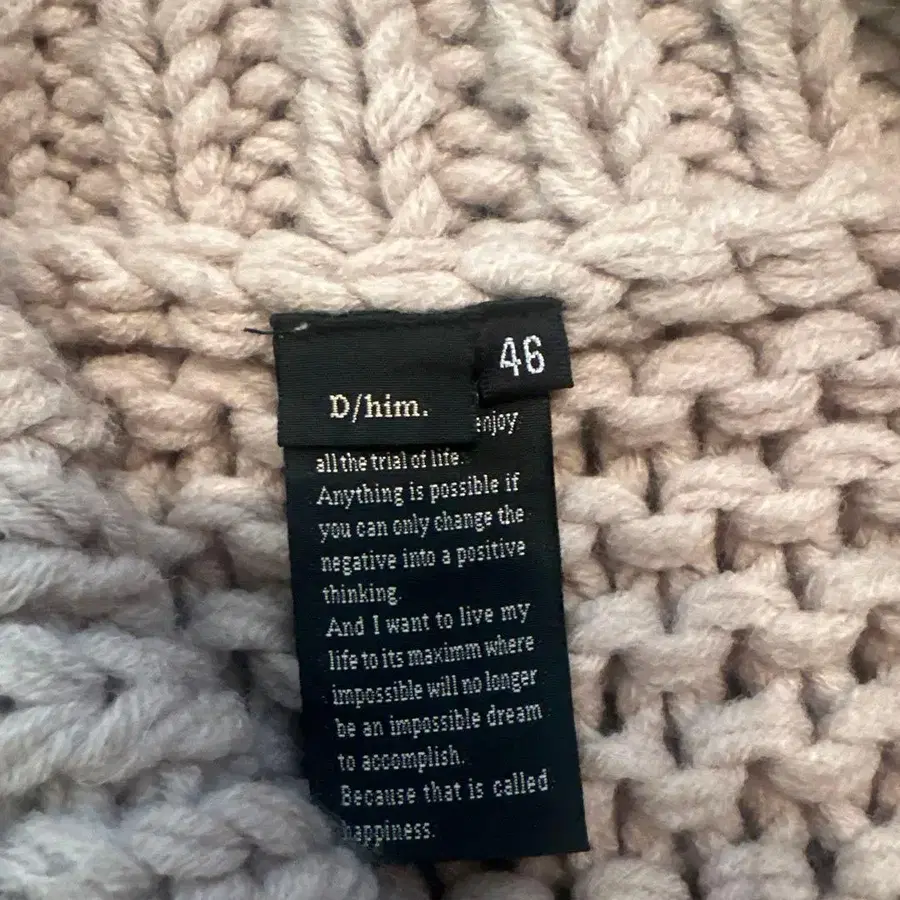 46
D/him.
enjoy
all the trial of life.
Anything is possible if
you can only change the
negative into a positive
thinking.
And I want to live my
life to its maximm where
impossible will no longer
be an impossible dream
to accomplish.
Because that is called
happiness.